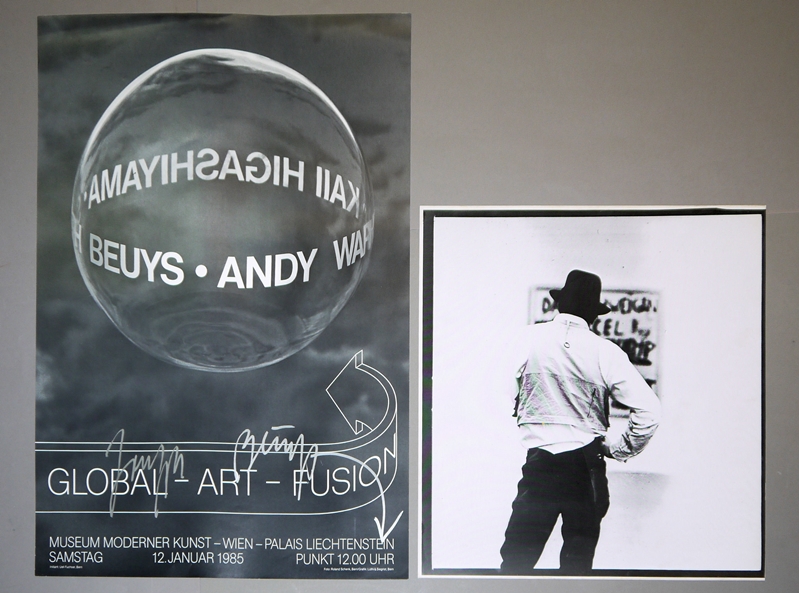 KAII HIGASHIYAMA
BEUYS • ANDY WAR
GLOBAL – ART – FUSION
MUSEUM MODERNER KUNST – WIEN – PALAIS LIECHTENSTEIN
SAMSTAG 12. JANUAR 1985 PUNKT 12.00 UHR